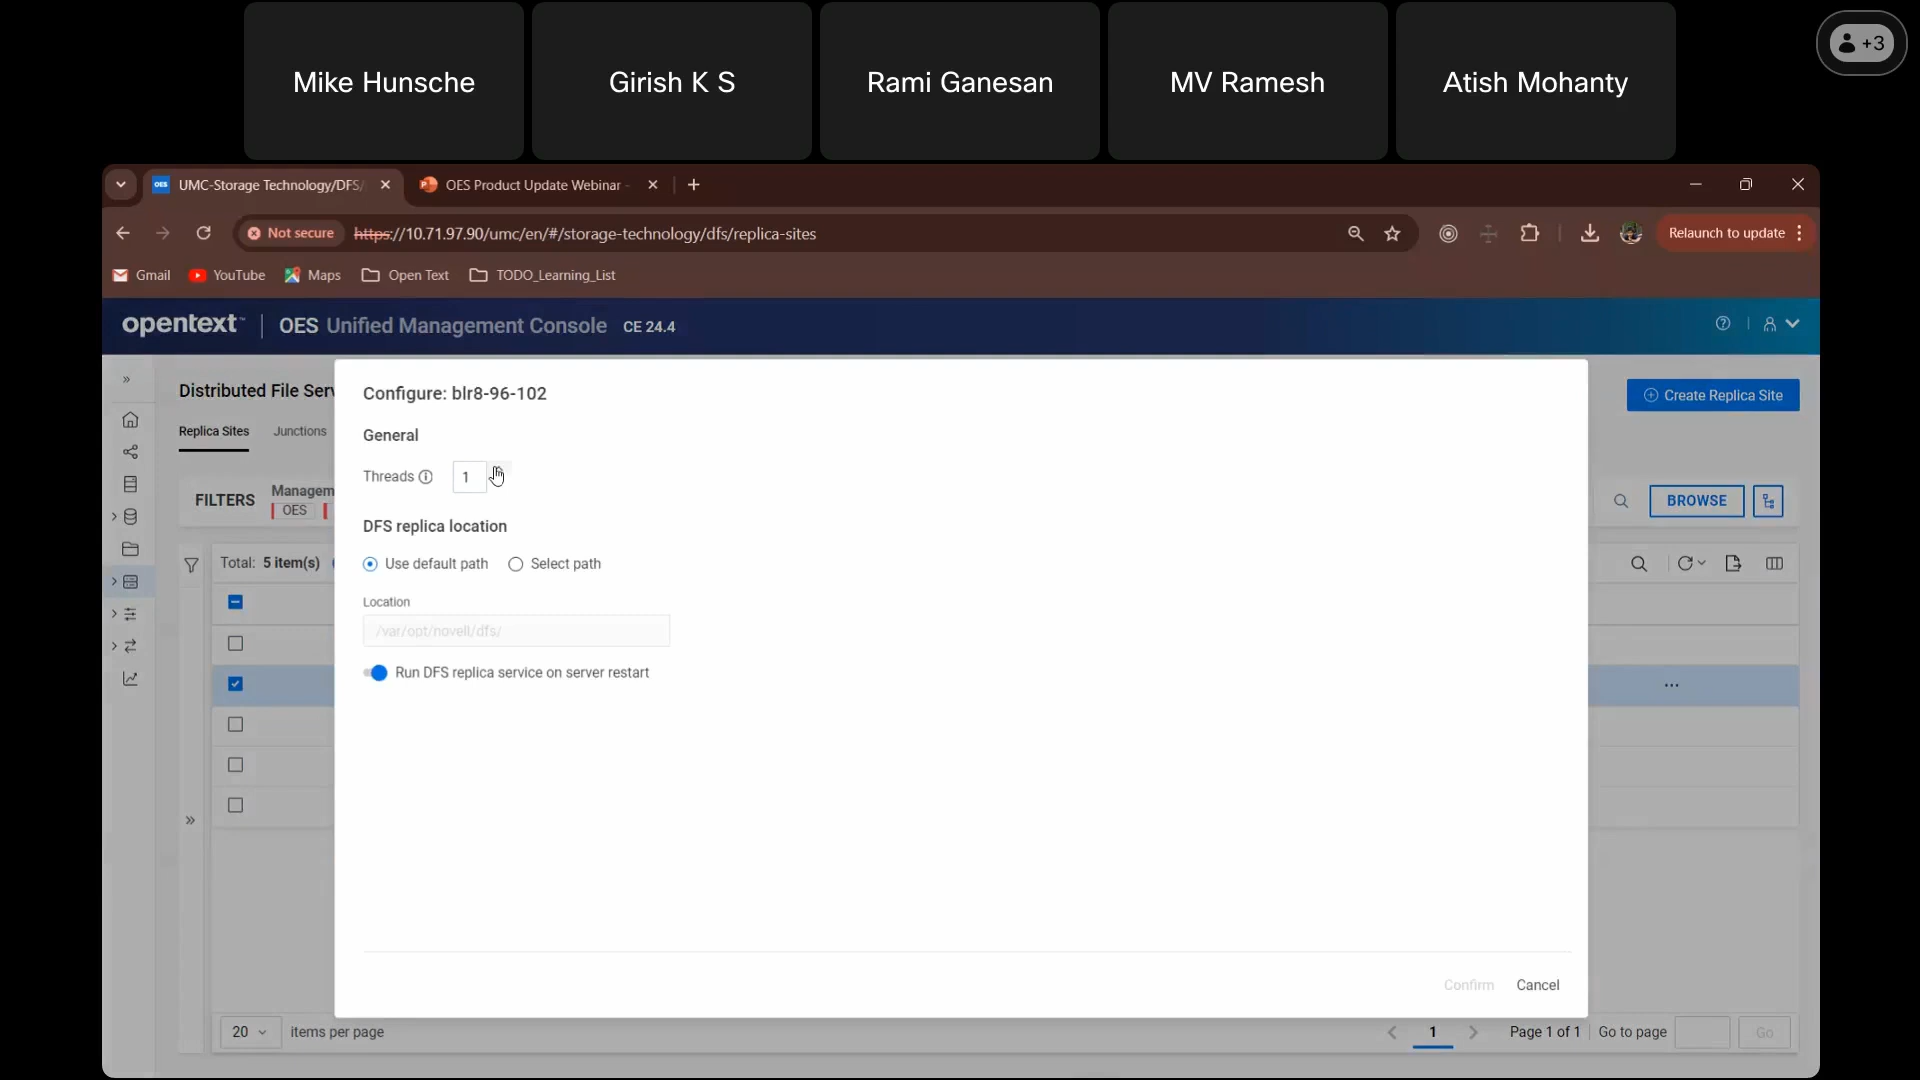 Mike Hunsche
Girish K S
Rami Ganesan
MV Ramesh
Atish Mohanty
+3
OES UMC-Storage Technology/DFS/
OES Product Update Webinar -
Not secure https://10.71.97.90/umc/en/#/storage-technology/dfs/replica-sites
Relaunch to update
Gmail YouTube Maps Open Text TODO_Learning_List
opentext™ | OES Unified Management Console CE 24.4
Distributed File Serv
Create Replica Site
Replica Sites Junctions
FILTERS Managem
OES
BROWSE
Total: 5 item(s)
Configure: blr8-96-102
General
Threads 1
DFS replica location
Use default path Select path
Location
/var/opt/novell/dfs/
Run DFS replica service on server restart
Confirm Cancel
20 items per page
1 Page 1 of 1 Go to page Go